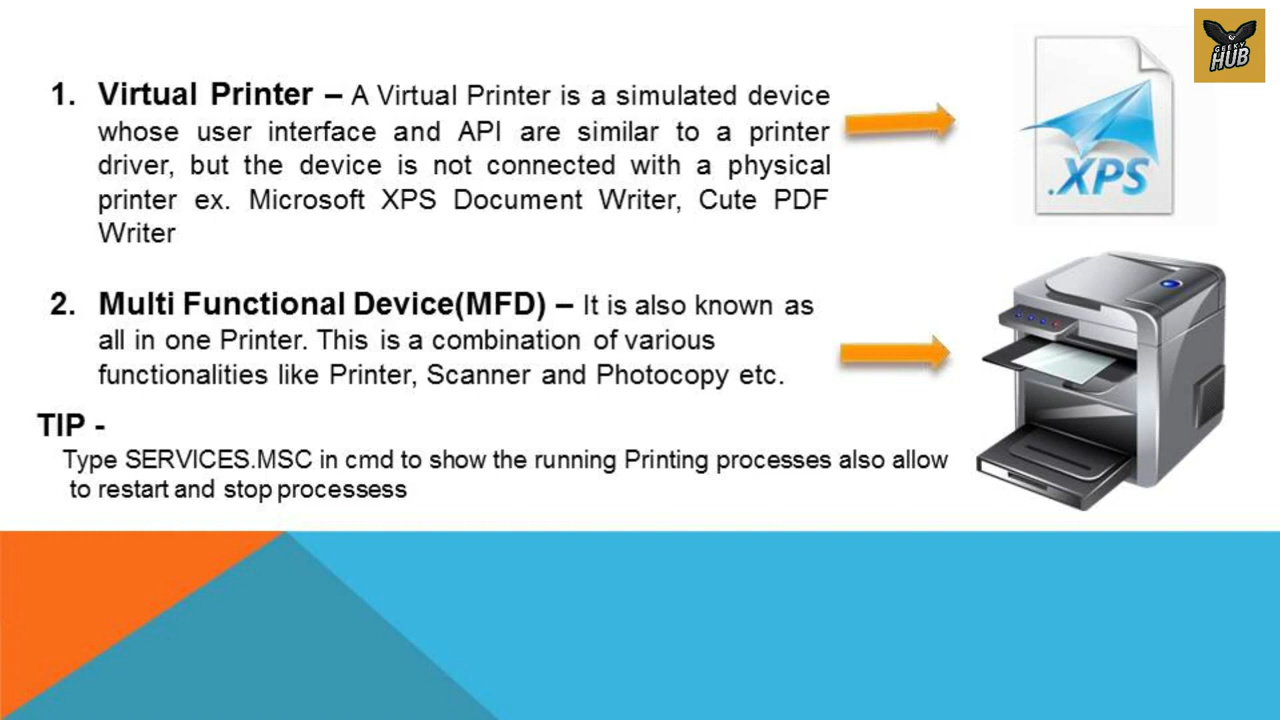 GEEKY
HUB
1. Virtual Printer – A Virtual Printer is a simulated device
whose user interface and API are similar to a printer
driver, but the device is not connected with a physical
printer ex. Microsoft XPS Document Writer, Cute PDF
Writer
.XPS
2. Multi Functional Device(MFD) – It is also known as
all in one Printer. This is a combination of various
functionalities like Printer, Scanner and Photocopy etc.
TIP -
Type SERVICES.MSC in cmd to show the running Printing processes also allow
to restart and stop processess